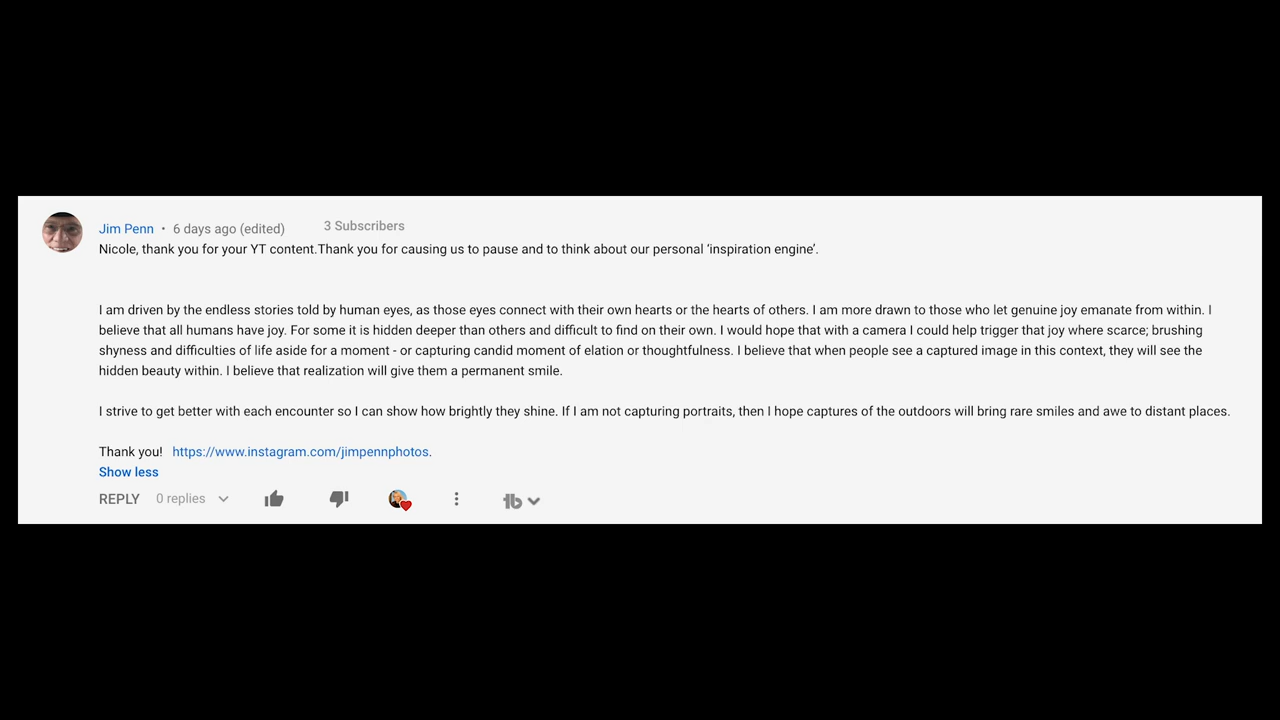 Jim Penn • 6 days ago (edited) 3 Subscribers
Nicole, thank you for your YT content.Thank you for causing us to pause and to think about our personal ‘inspiration engine’.
I am driven by the endless stories told by human eyes, as those eyes connect with their own hearts or the hearts of others. I am more drawn to those who let genuine joy emanate from within. I
believe that all humans have joy. For some it is hidden deeper than others and difficult to find on their own. I would hope that with a camera I could help trigger that joy where scarce; brushing
shyness and difficulties of life aside for a moment - or capturing candid moment of elation or thoughtfulness. I believe that when people see a captured image in this context, they will see the
hidden beauty within. I believe that realization will give them a permanent smile.
I strive to get better with each encounter so I can show how brightly they shine. If I am not capturing portraits, then I hope captures of the outdoors will bring rare smiles and awe to distant places.
Thank you! https://www.instagram.com/jimpennphotos.
Show less
REPLY 0 replies tb